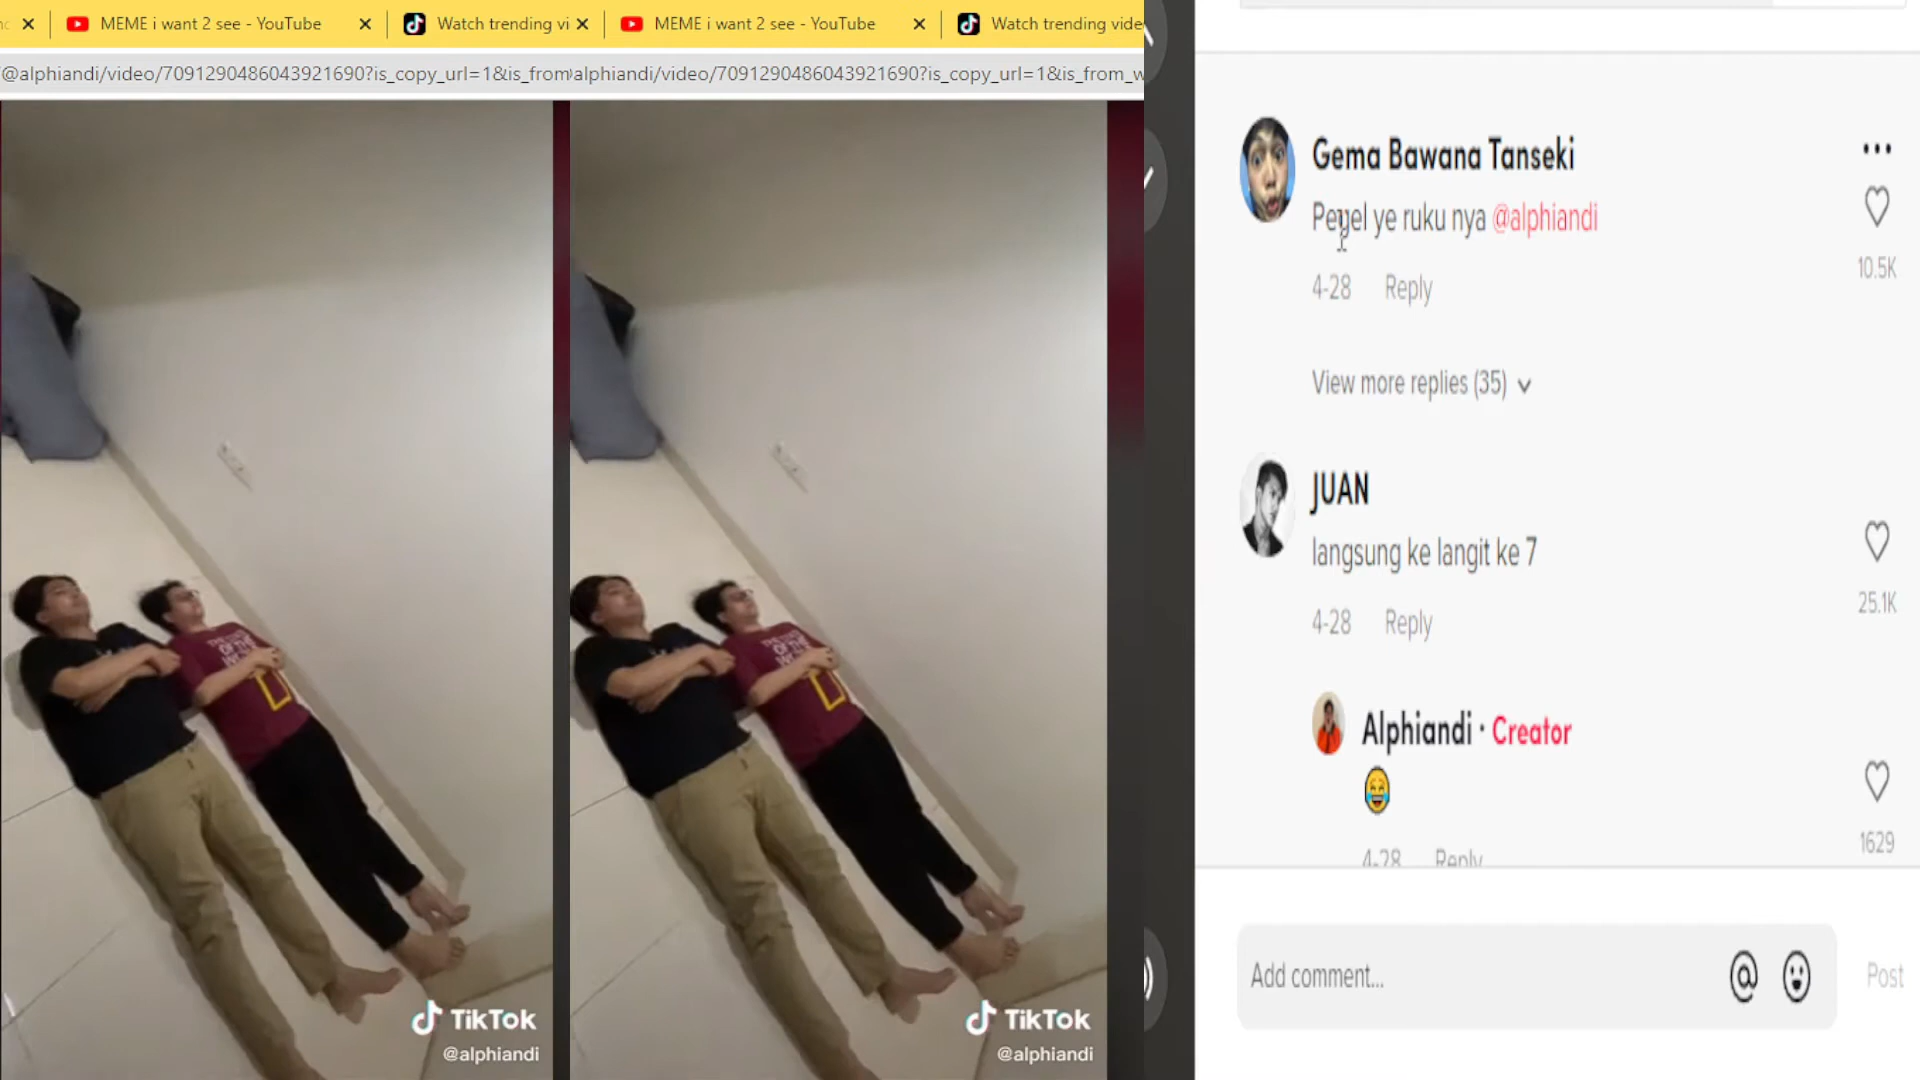 MEME i want 2 see - YouTube
Watch trending vi
MEME i want 2 see - YouTube
Watch trending vide
@alphiandi/video/7091290486043921690?is_copy_url=1&is_from
alphiandi/video/7091290486043921690?is_copy_url=1&is_from_w
TikTok
@alphiandi
TikTok
@alphiandi
Gema Bawana Tanseki
Pegel ye ruku nya @alphiandi
10.5K
4-28 Reply
View more replies (35)
JUAN
langsung ke langit ke 7
25.1K
4-28 Reply
Alphiandi · Creator
😂
1629
4-28 Reply
Add comment...
Post